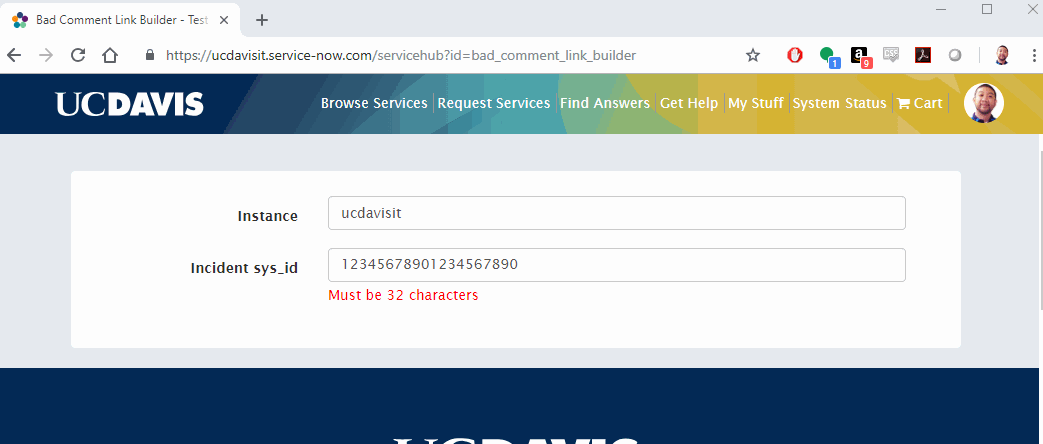 Bad Comment Link Builder - Test
https://ucdavisit.service-now.com/servicehub?id=bad_comment_link_builder
1
a
9
CSS
UCDAVIS
Browse Services
Request Services
Find Answers
Get Help
My Stuff
System Status
Cart
Instance
ucdavisit
Incident sys_id
12345678901234567890
Must be 32 characters
UCDAVIS